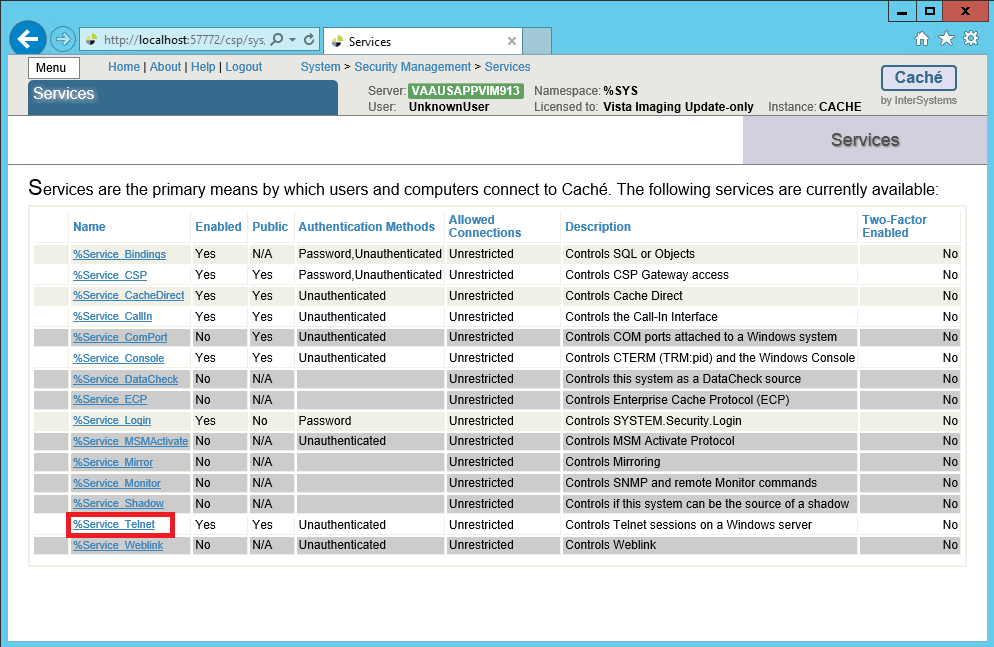 http://localhost:57772/csp/sys,
Services
Menu
Home | About | Help | Logout
System > Security Management > Services
Services
Server: VAAUSAPPVIM913 Namespace: %SYS
User: UnknownUser Licensed to: Vista Imaging Update-only Instance: CACHE
Caché
by InterSystems
Services
Services are the primary means by which users and computers connect to Caché. The following services are currently available:
Name Enabled Public Authentication Methods Allowed Connections Description Two-Factor Enabled
%Service_Bindings Yes N/A Password,Unauthenticated Unrestricted Controls SQL or Objects No
%Service_CSP Yes Yes Password,Unauthenticated Unrestricted Controls CSP Gateway access No
%Service_CacheDirect Yes Yes Unauthenticated Unrestricted Controls Cache Direct No
%Service_CallIn Yes Yes Unauthenticated Unrestricted Controls the Call-In Interface No
%Service_ComPort No Yes Unauthenticated Unrestricted Controls COM ports attached to a Windows system No
%Service_Console Yes Yes Unauthenticated Unrestricted Controls CTERM (TRM:pid) and the Windows Console No
%Service_DataCheck No N/A Unrestricted Controls this system as a DataCheck source No
%Service_ECP No N/A Unrestricted Controls Enterprise Cache Protocol (ECP) No
%Service_Login Yes No Password Unrestricted Controls SYSTEM.Security.Login No
%Service_MSMActivate No N/A Unauthenticated Unrestricted Controls MSM Activate Protocol No
%Service_Mirror No N/A Unrestricted Controls Mirroring No
%Service_Monitor No N/A Unrestricted Controls SNMP and remote Monitor commands No
%Service_Shadow No N/A Unrestricted Controls if this system can be the source of a shadow No
%Service_Telnet Yes Yes Unauthenticated Unrestricted Controls Telnet sessions on a Windows server No
%Service_Weblink No N/A Unauthenticated Unrestricted Controls Weblink No